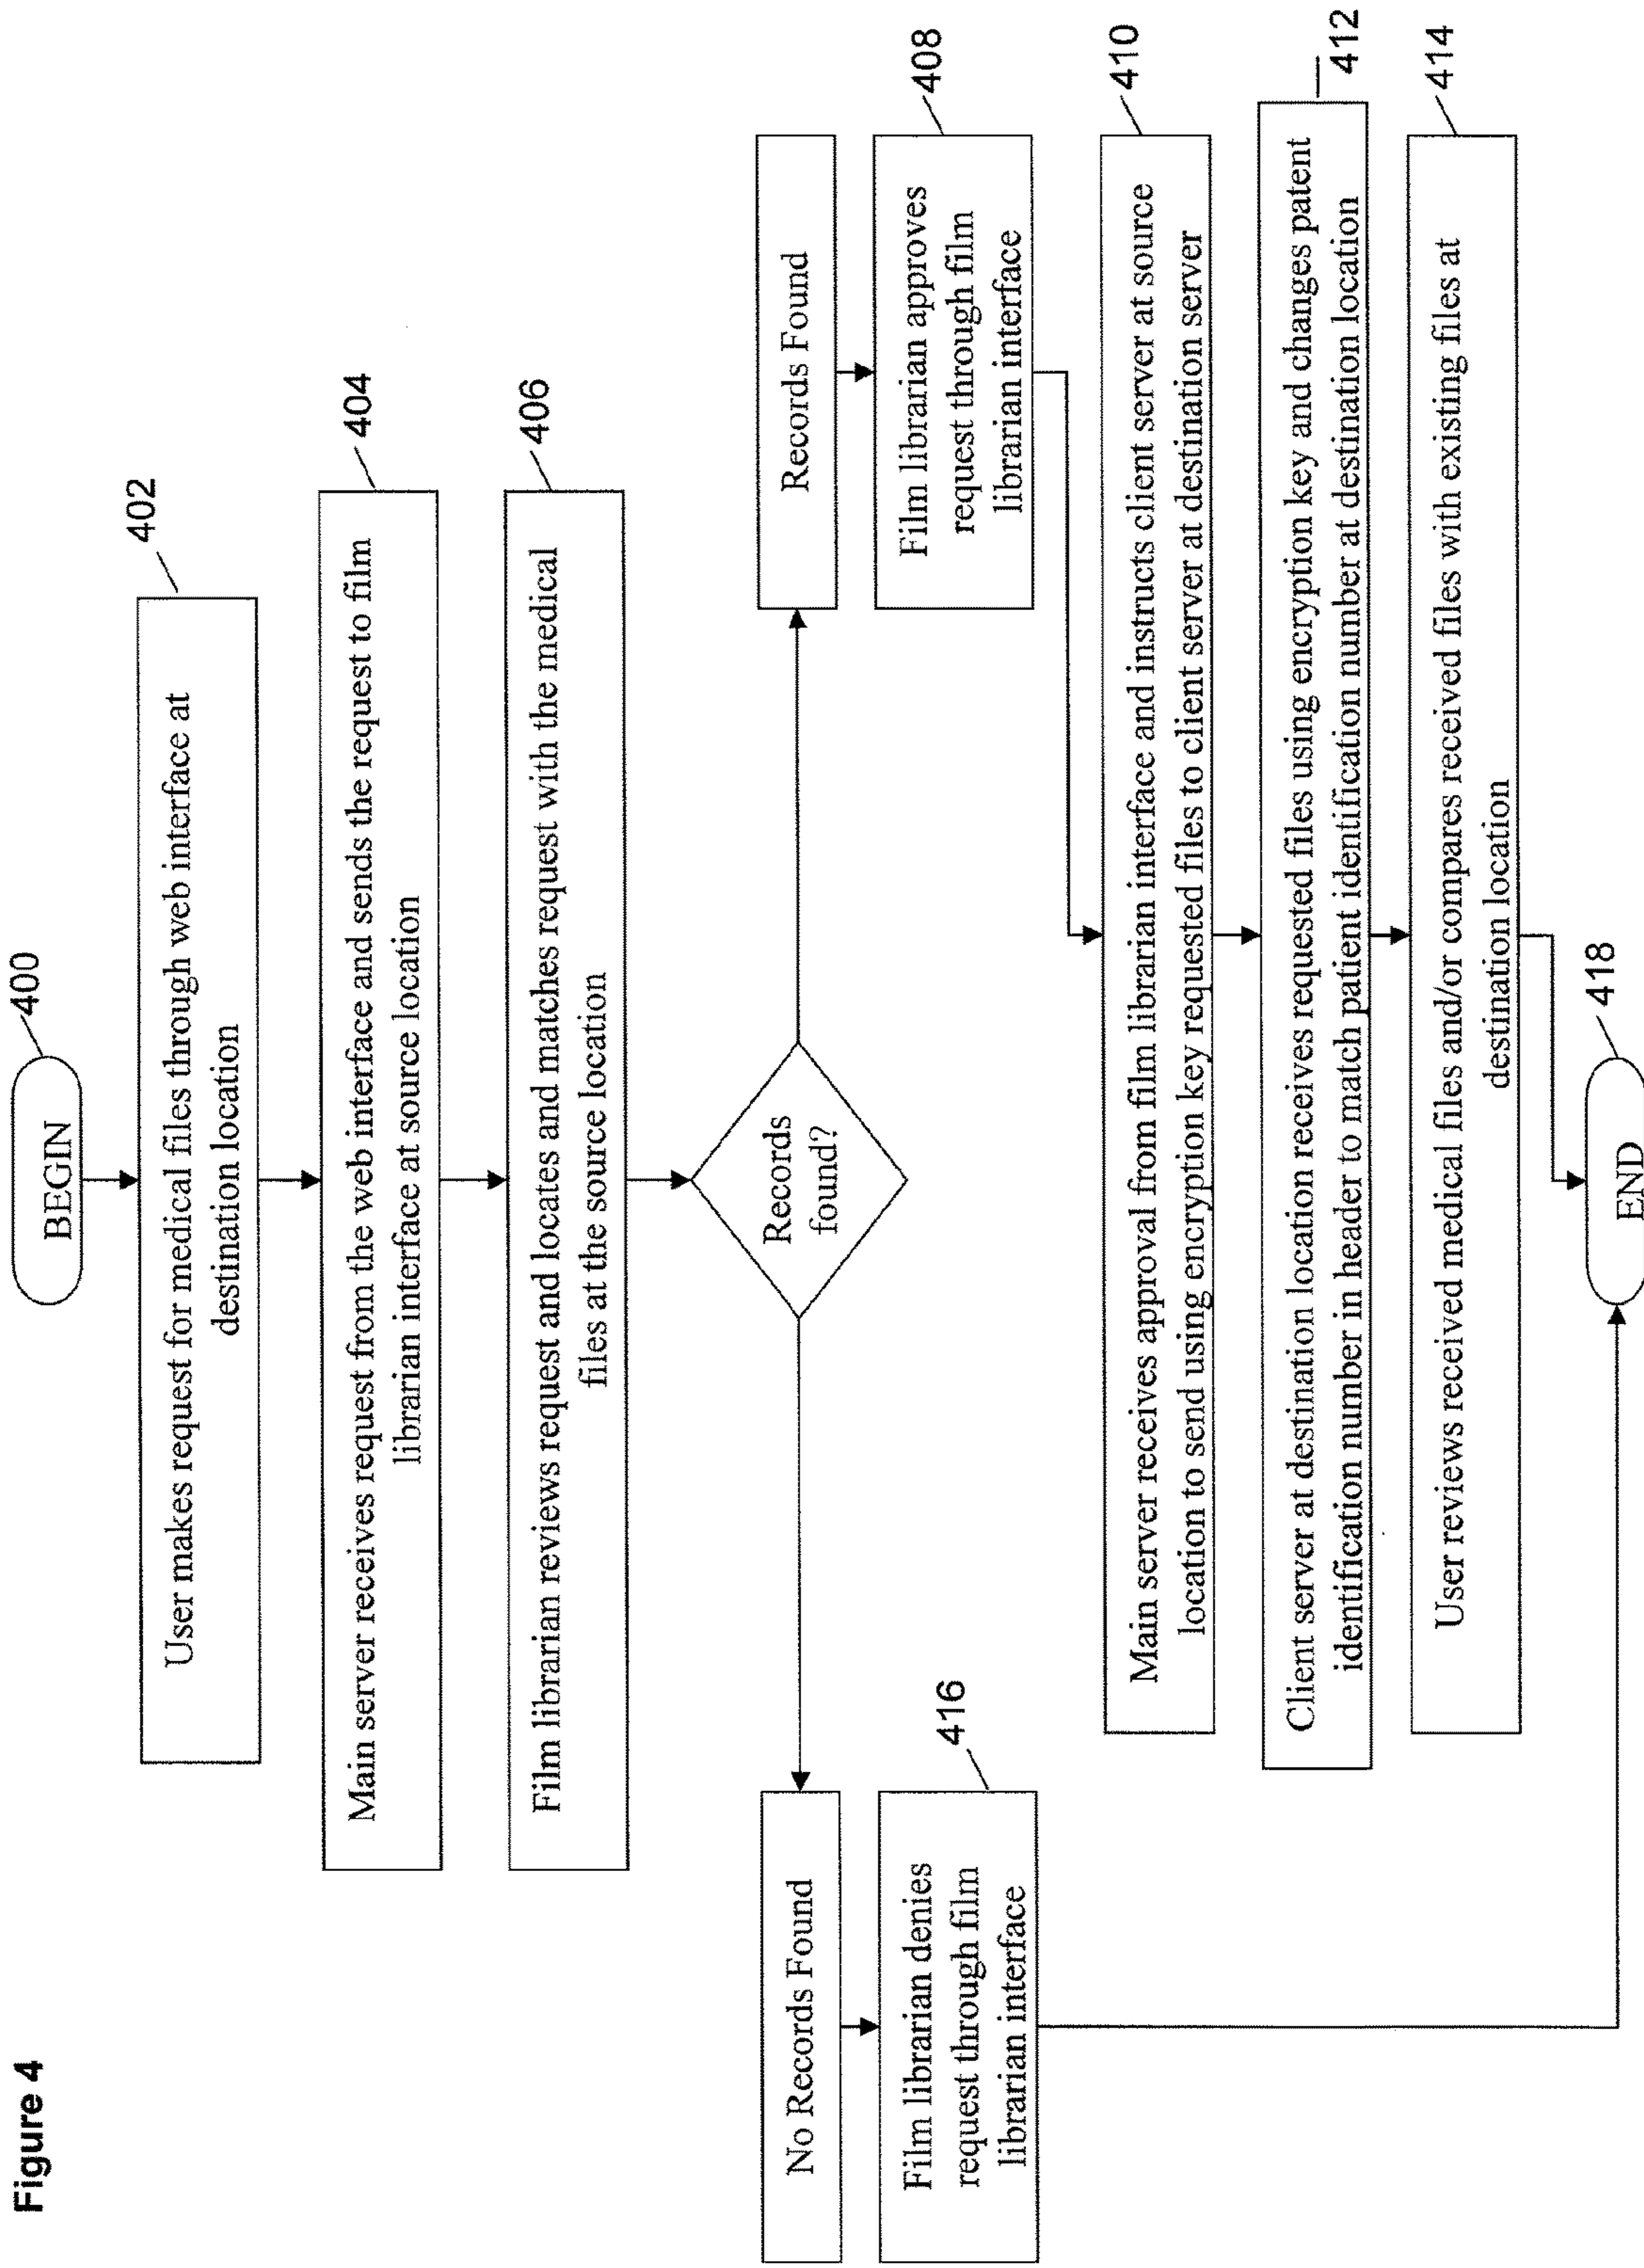 Figure 4
400
BEGIN
402
User makes request for medical files through web interface at
destination location
404
Main server receives request from the web interface and sends the request to film
librarian interface at source location
406
Film librarian reviews request and locates and matches request with the medical
files at the source location
Records
found?
No Records Found
Records Found
416
Film librarian denies
request through film
librarian interface
408
Film librarian approves
request through film
librarian interface
410
Main server receives approval from film librarian interface and instructs client server at source
location to send using encryption key requested files to client server at destination server
412
Client server at destination location receives requested files using encryption key and changes patent
identification number in header to match patient identification number at destination location
414
User reviews received medical files and/or compares received files with existing files at
destination location
418
END